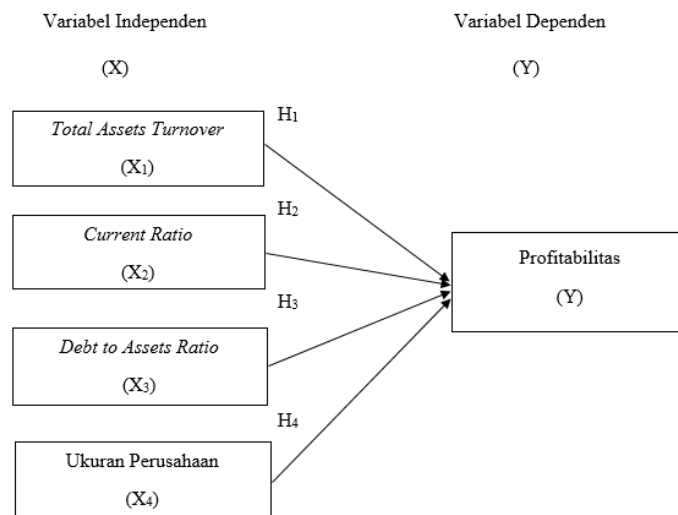 Variabel Independen
(X)
Variabel Dependen
(Y)
H₁
Total Assets Turnover
(X₁)
H₂
Current Ratio
(X₂)
H₃
Debt to Assets Ratio
(X₃)
H₄
Ukuran Perusahaan
(X₄)
Profitabilitas
(Y)